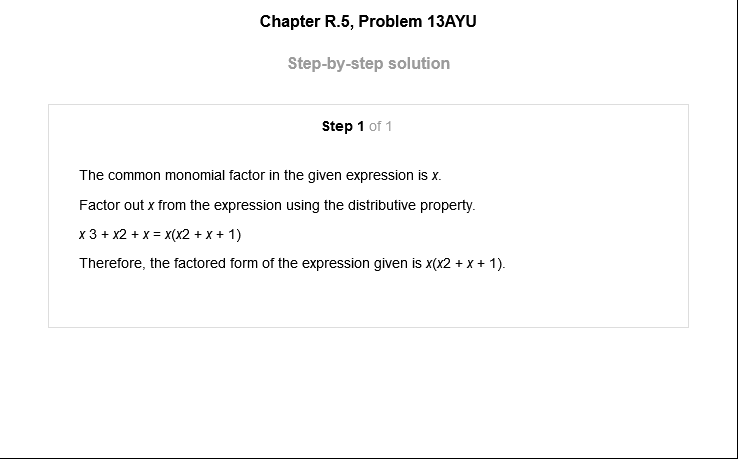 Chapter R.5, Problem 13AYU
Step-by-step solution
Step 1 of 1
The common monomial factor in the given expression is x.
Factor out x from the expression using the distributive property.
x 3 + x2 + x = x(x2 + x + 1)
Therefore, the factored form of the expression given is x(x2 + x + 1).